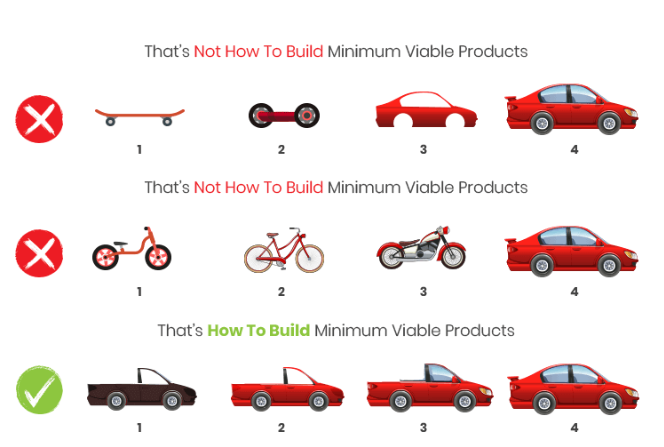 That's Not How To Build Minimum Viable Products
1 2 3 4
That's Not How To Build Minimum Viable Products
1 2 3 4
That's How To Build Minimum Viable Products
1 2 3 4